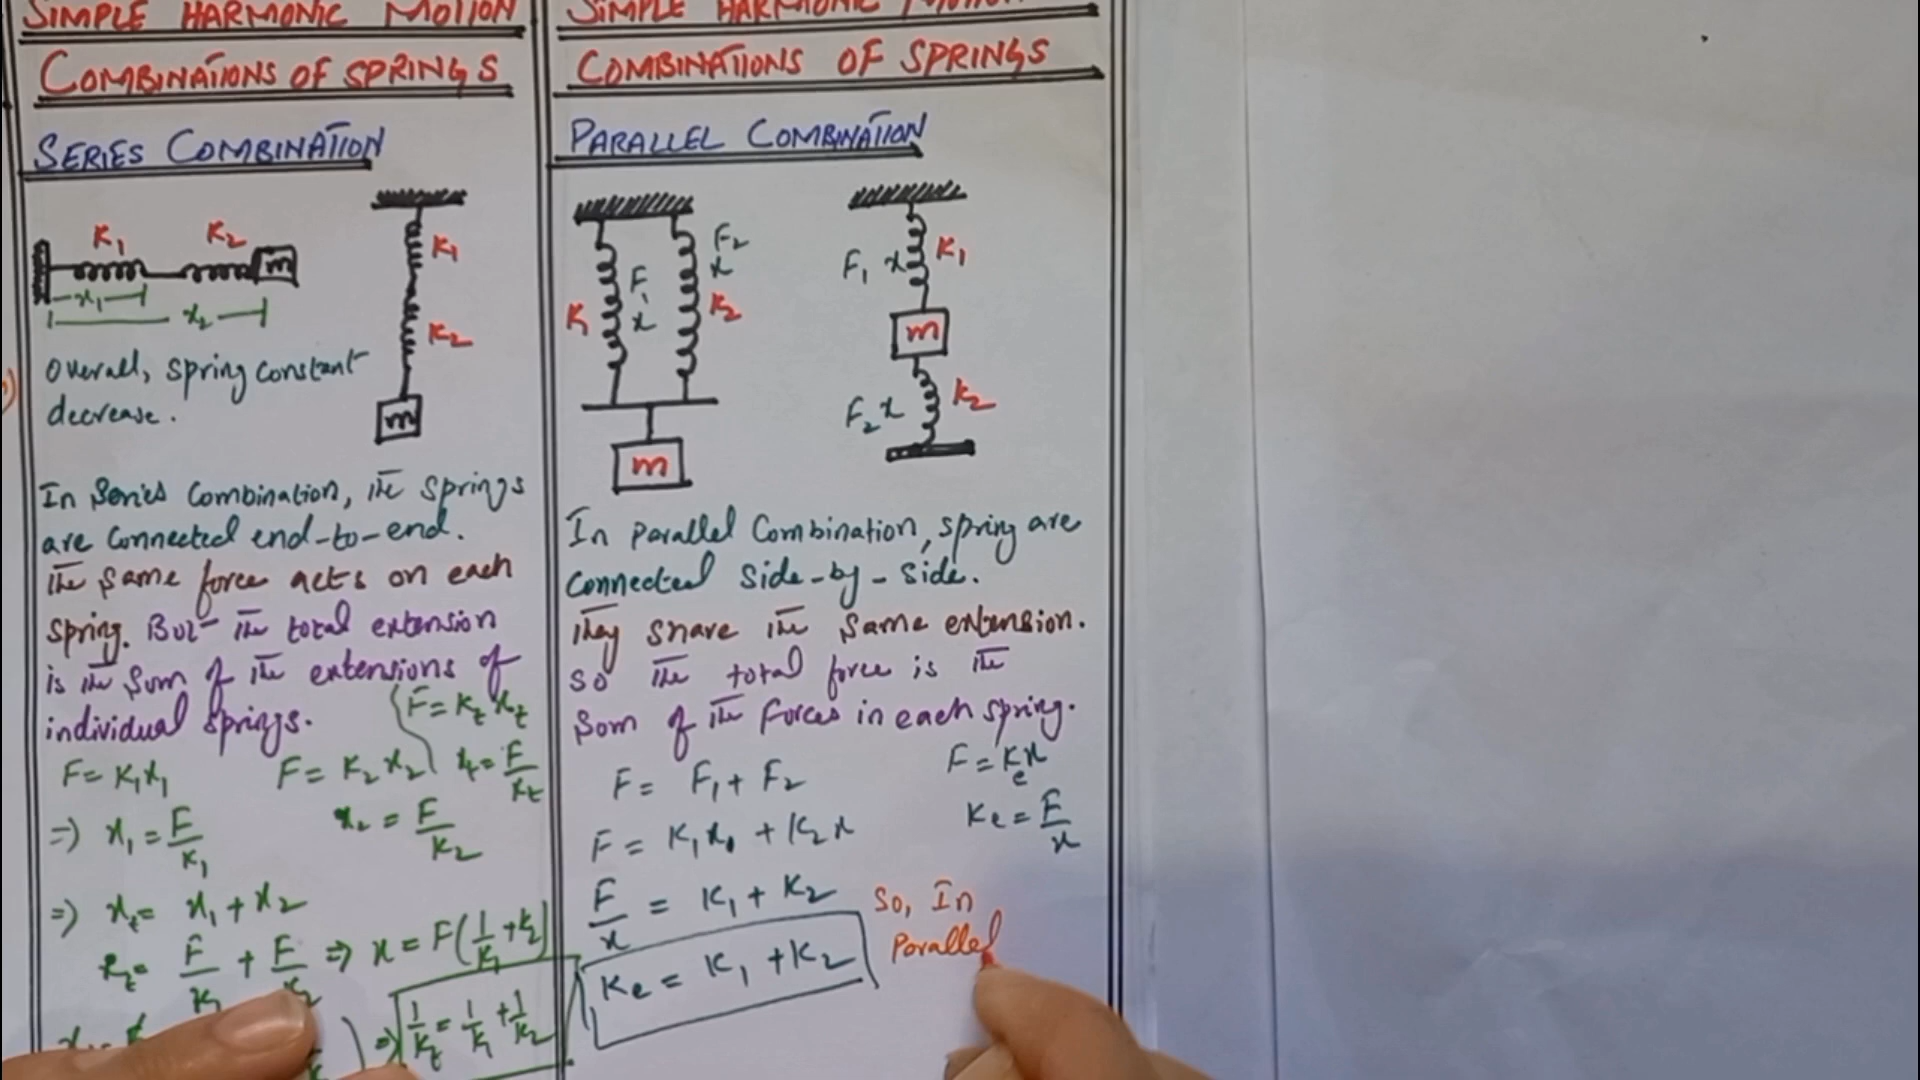 SIMPLE HARMONIC MOTION
COMBINATIONS OF SPRINGS
SERIES COMBINATION
K₁ K₂ m
x₁
x₂
K₁
K₂
m
Overall, spring constant
decrease.
In Series Combination, the springs
are connected end-to-end.
The same force acts on each
spring. But the total extension
is the sum of the extensions of
individual springs.
F = Kₜ xₜ
F = K₁x₁
F = K₂ x₂
xₜ = F/Kₜ
=> x₁ = F/K₁
x₂ = F/K₂
=> xₜ = x₁ + x₂
F/K₁ + F/K₂ => x = F(1/K₁ +
=> 1/Kₜ = 1/K₁ + 1/K₂
SIMPLE HARMONIC
COMBINATIONS OF SPRINGS
PARALLEL COMBINATION
F₂
x
F₁
x
K₂
m
F₁ x K₁
m
F₂ x K₂
In parallel Combination, spring are
connected side-by-side.
They share the same extension.
So the total force is the
Som of the forces in each spring.
F = F₁ + F₂
F = Kₑx
F = K₁x + K₂x
Kₑ = F/x
F/x = K₁ + K₂
Kₑ = K₁ + K₂
So, In
Parallel